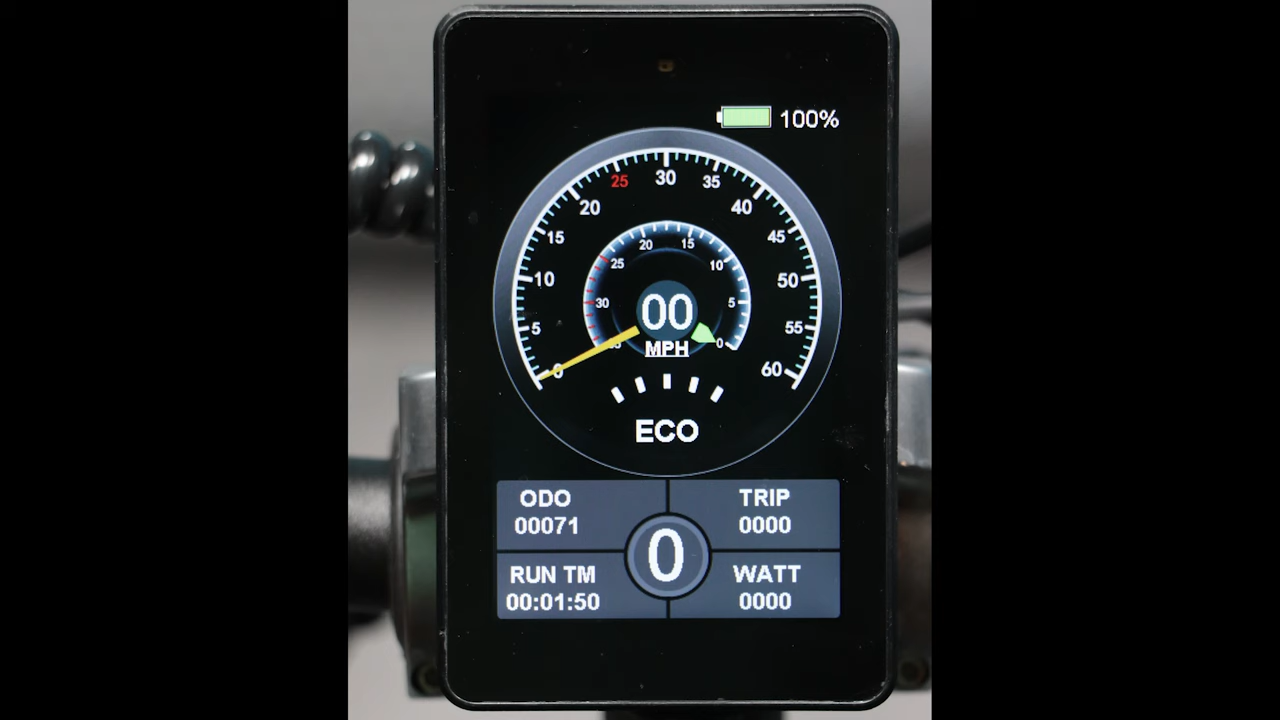 100%
25 30 35
20 40
15 45
20 15
25 10
10 50
30 5
00
5 55
MPH 0
0 60
ECO
ODO TRIP
00071 0000
0
RUN TM WATT
00:01:50 0000